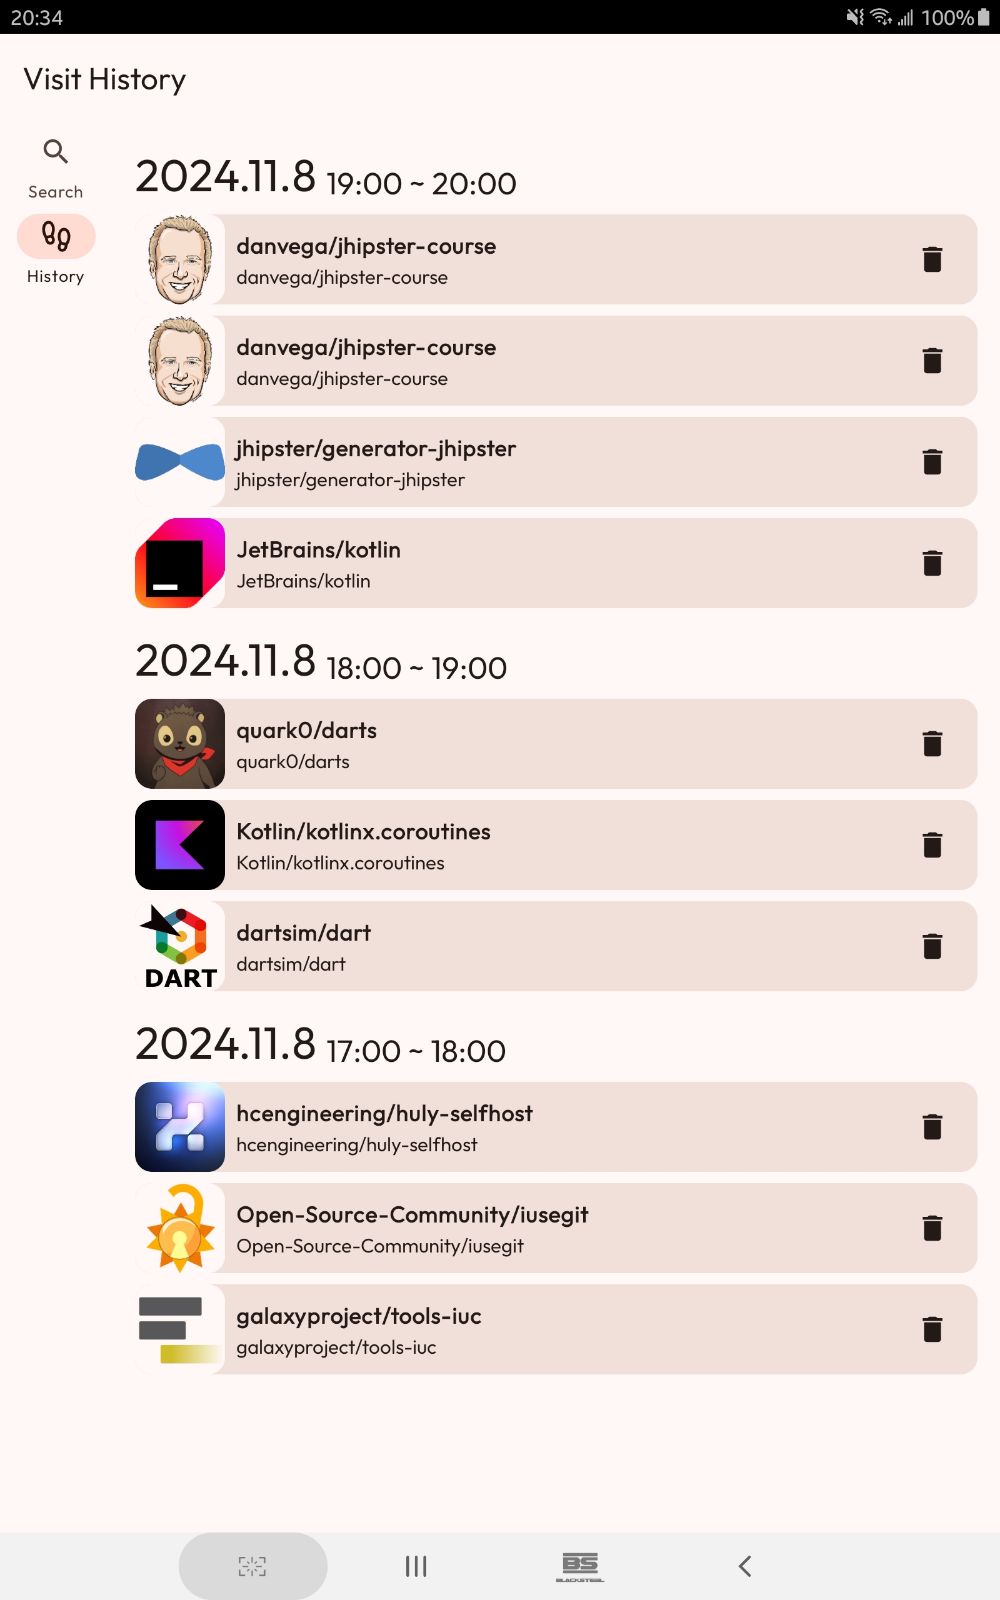 20:34
100%
Visit History
Search
History
2024.11.8 19:00 ~ 20:00
danvega/jhipster-course
danvega/jhipster-course
danvega/jhipster-course
danvega/jhipster-course
jhipster/generator-jhipster
jhipster/generator-jhipster
JetBrains/kotlin
JetBrains/kotlin
2024.11.8 18:00 ~ 19:00
quark0/darts
quark0/darts
Kotlin/kotlinx.coroutines
Kotlin/kotlinx.coroutines
DART
dartsim/dart
dartsim/dart
2024.11.8 17:00 ~ 18:00
hcengineering/huly-selfhost
hcengineering/huly-selfhost
Open-Source-Community/iusegit
Open-Source-Community/iusegit
galaxyproject/tools-iuc
galaxyproject/tools-iuc
BS
BLACKSTEEL